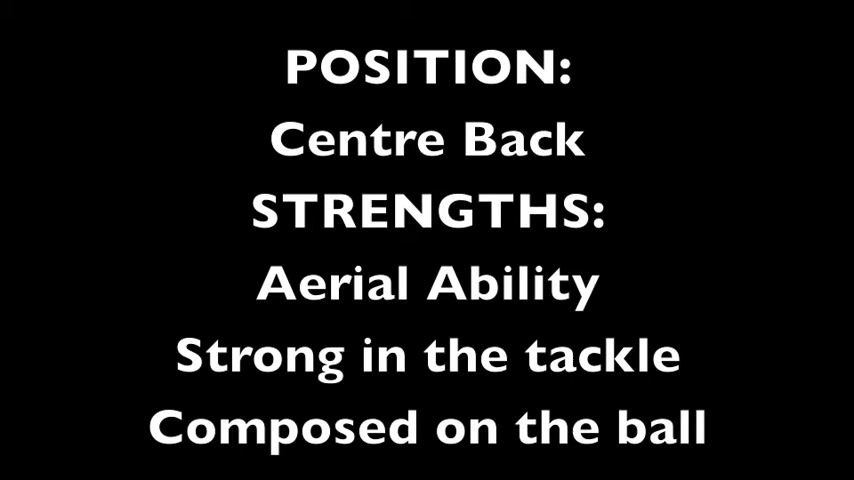 POSITION:
Centre Back
STRENGTHS:
Aerial Ability
Strong in the tackle
Composed on the ball